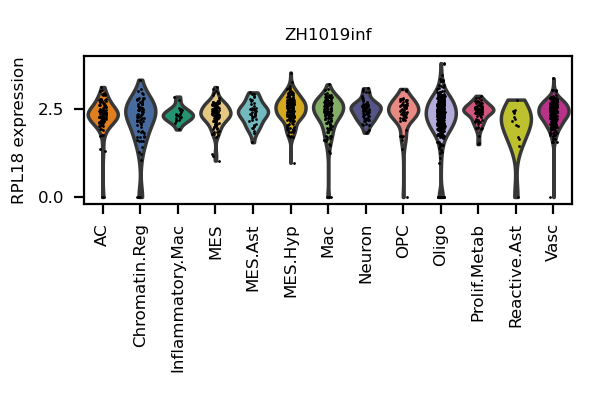 ZH1019inf
RPL18 expression
2.5
0.0
AC
Chromatin.Reg
Inflammatory.Mac
MES
MES.Ast
MES.Hyp
Mac
Neuron
OPC
Oligo
Prolif.Metab
Reactive.Ast
Vasc